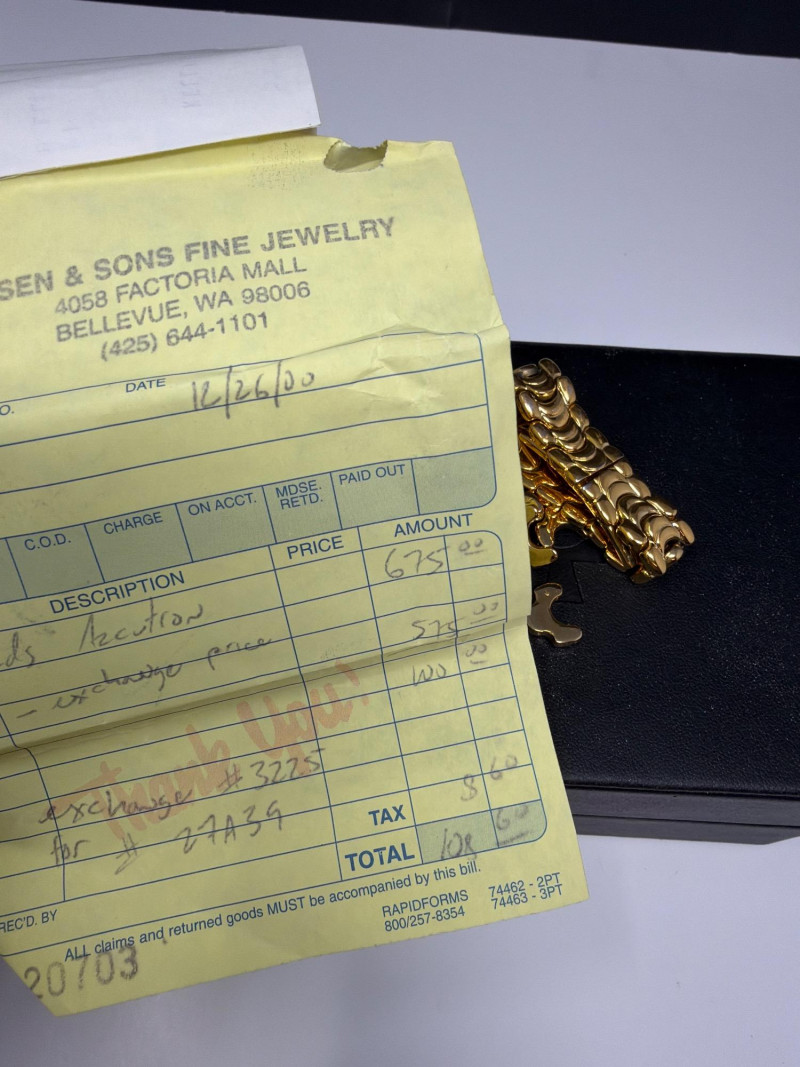 SEN & SONS FINE JEWELRY
4058 FACTORIA MALL
BELLEVUE, WA 98006
(425) 644-1101
O. DATE 12/26/00
C.O.D. CHARGE ON ACCT. MDSE. RETD. PAID OUT
DESCRIPTION PRICE AMOUNT
675 00
ds Accutron
- exchange price 575 00
100 00
Thank You!
exchange # 3225
for # 27A39
TAX 8 60
TOTAL 108 60
REC'D. BY
ALL claims and returned goods MUST be accompanied by this bill.
RAPIDFORMS 74462 - 2PT
800/257-8354 74463 - 3PT
20703